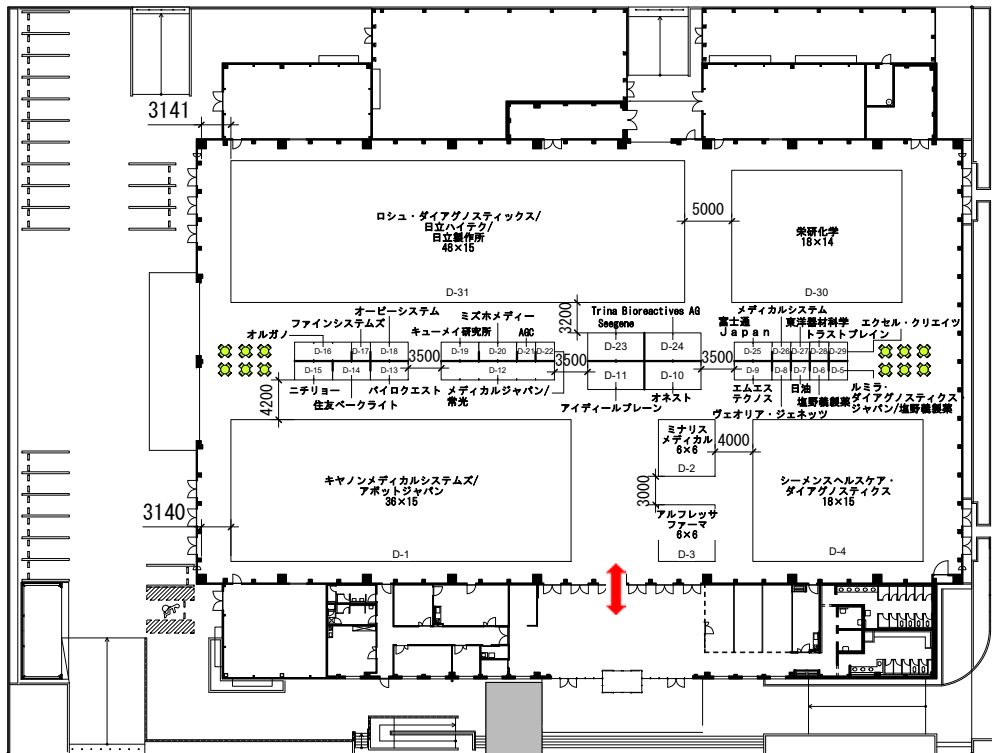 3141
ロシュ・ダイアグノスティックス/
日立ハイテク/
日立製作所
48×15
D-31
5000
栄研化学
18×14
D-30
3200
オルガノ
ファインシステムズ
オーピーシステム
キューメイ研究所
ミズホメディー
AGC
Trina Bioreactives AG
Seegene
富士通
Japan
メディカルシステム
東洋器材科学
トラストブレイン
エクセル・クリエイツ
D-16
D-17
D-18
D-19
D-20
D-21
D-22
D-23
D-24
D-25
D-26
D-27
D-28
D-29
3500
3500
3500
D-15
D-14
D-13
D-12
D-11
D-10
D-9
D-8
D-7
D-6
D-5
ニチリョー
住友ベークライト
パイロクエスト
メディカルジャパン/
常光
アイディールブレーン
オネスト
エムエス
テクノス
ヴェオリア・ジェネッツ
日油
塩野義製薬
ルミラ・
ダイアグノスティクス
ジャパン/塩野義製薬
4200
キヤノンメディカルシステムズ/
アボットジャパン
36×15
D-1
ミナリス
メディカル
6×6
D-2
4000
3000
アルフレッサ
ファーマ
6×6
D-3
シーメンスヘルスケア・
ダイアグノスティクス
18×15
D-4
3140